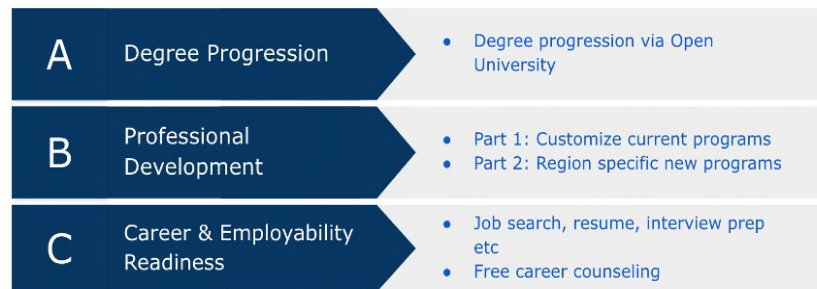 A
Degree Progression
• Degree progression via Open
University
B
Professional
Development
• Part 1: Customize current programs
• Part 2: Region specific new programs
C
Career & Employability
Readiness
• Job search, resume, interview prep
etc
• Free career counseling